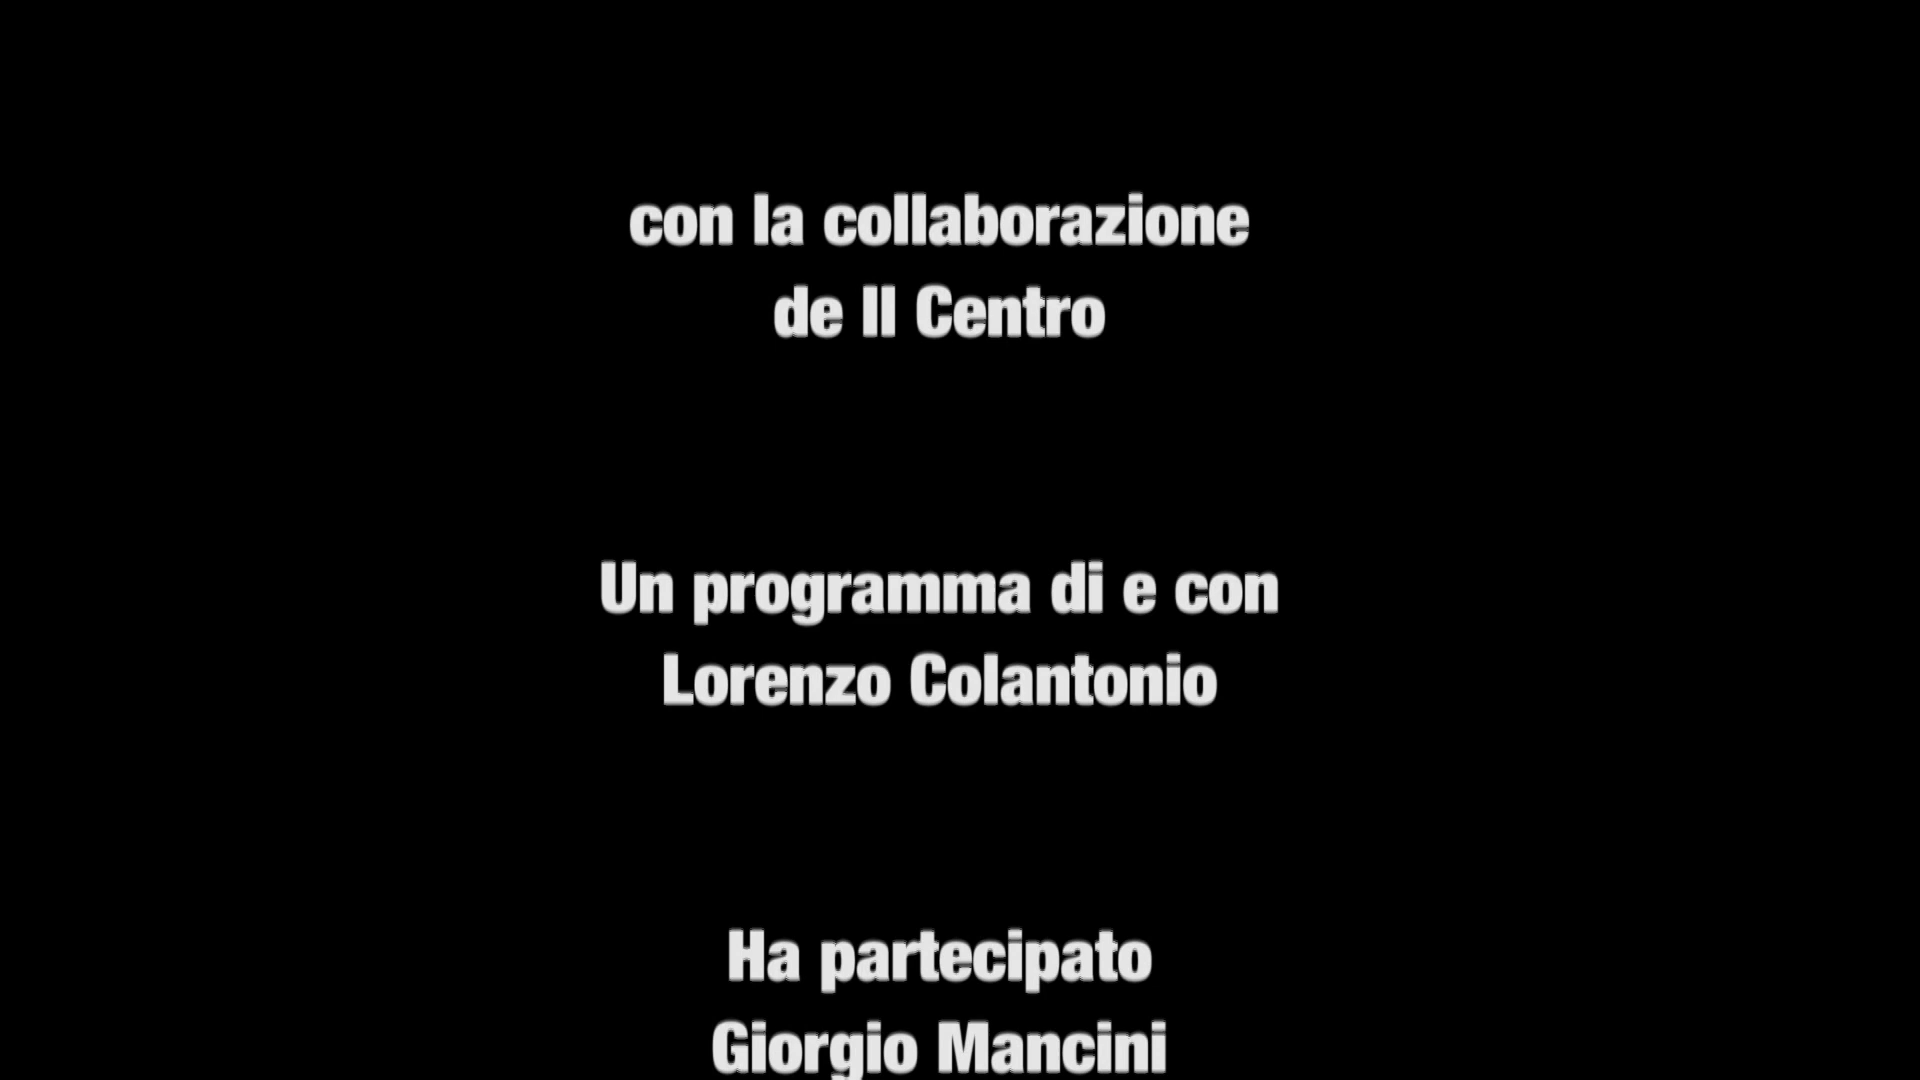 con la collaborazione
de Il Centro
Un programma di e con
Lorenzo Colantonio
Ha partecipato
Giorgio Mancini